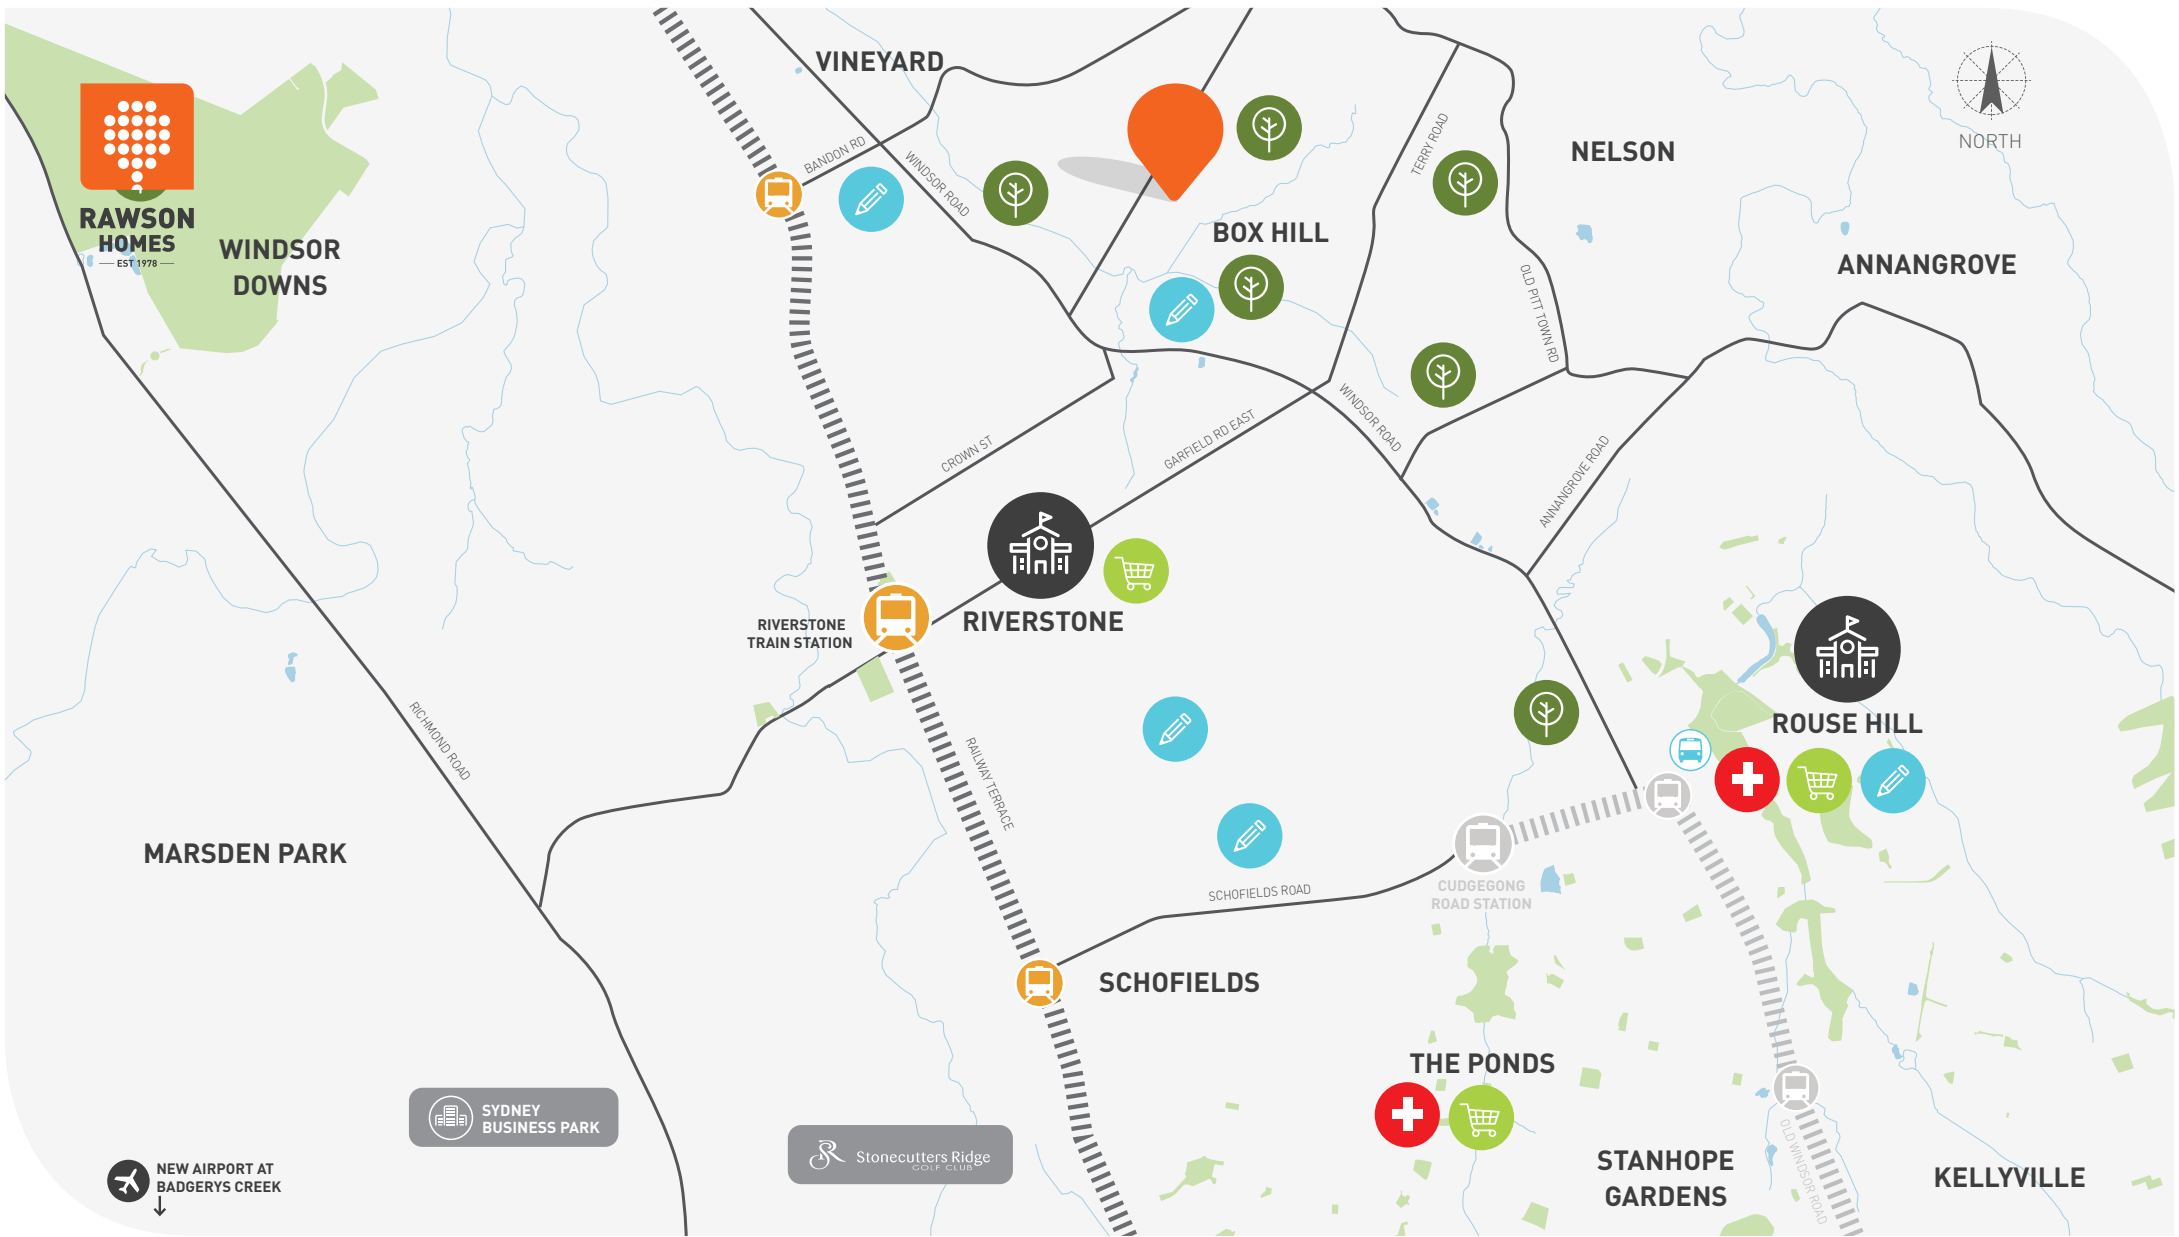 VINEYARD
NELSON
NORTH
BANDON RD
WINDSOR ROAD
TERRY ROAD
RAWSON
HOMES
EST 1978
WINDSOR
DOWNS
BOX HILL
ANNANGROVE
OLD PITT TOWN RD
WINDSOR ROAD
CROWN ST
GARFIELD RD EAST
ANNANGROVE ROAD
RIVERSTONE
TRAIN STATION
RIVERSTONE
ROUSE HILL
RICHMOND ROAD
RAILWAY TERRACE
MARSDEN PARK
SCHOFIELDS ROAD
CUDGEGONG
ROAD STATION
SCHOFIELDS
THE PONDS
SYDNEY
BUSINESS PARK
Stonecutters Ridge
GOLF CLUB
OLD WINDSOR ROAD
STANHOPE
GARDENS
KELLYVILLE
NEW AIRPORT AT
BADGERYS CREEK